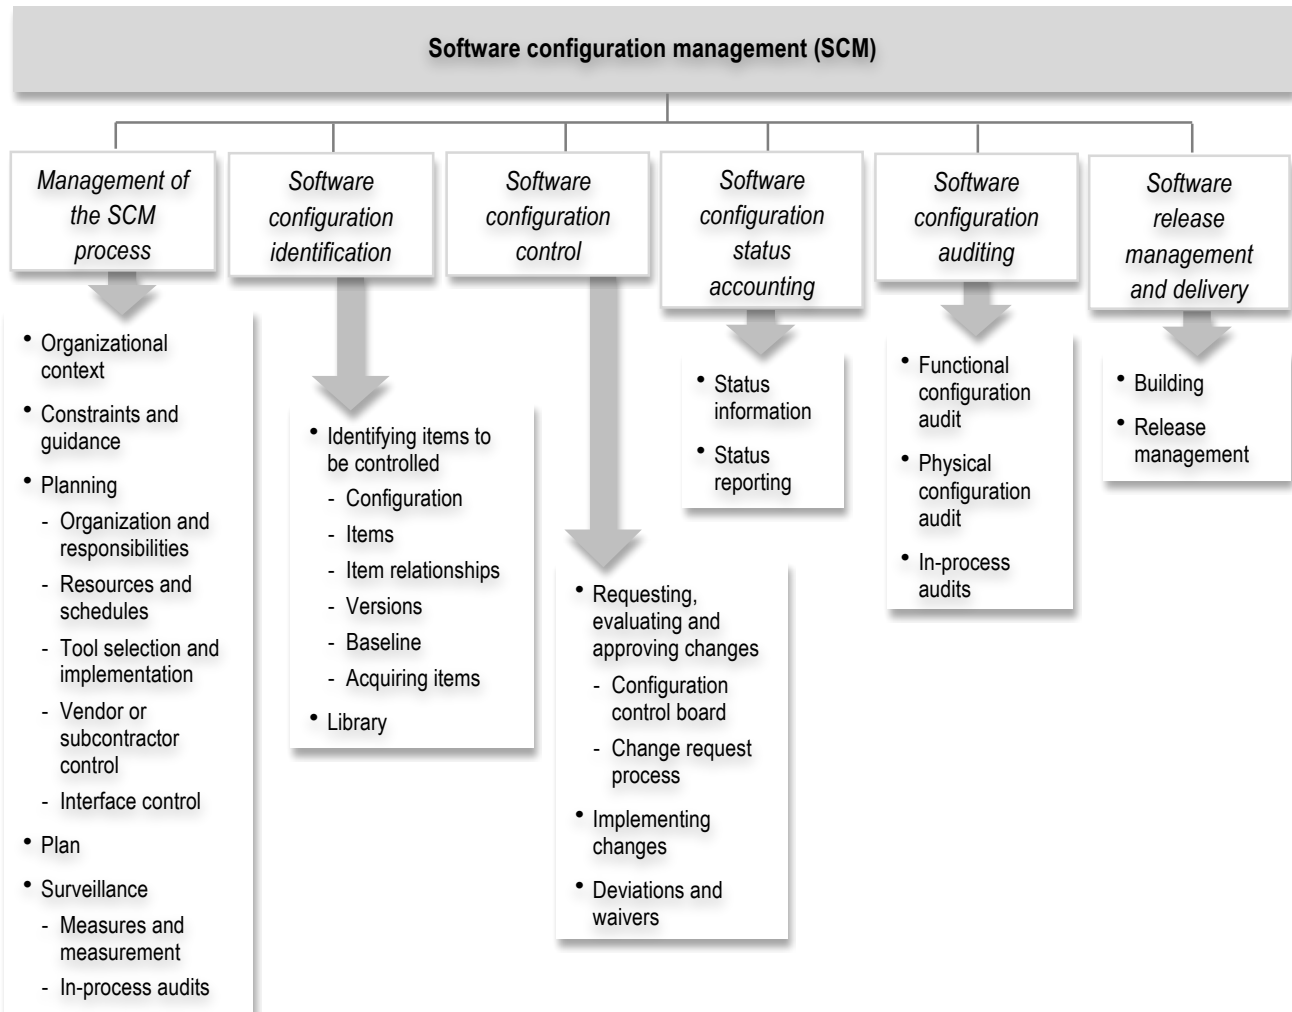 Software configuration management (SCM)
Management of
the SCM
process
Software
configuration
identification
Software
configuration
control
Software
configuration
status
accounting
Software
configuration
auditing
Software
release
management
and delivery
• Organizational
context
• Constraints and
guidance
• Planning
- Organization and
responsibilities
- Resources and
schedules
- Tool selection and
implementation
- Vendor or
subcontractor
control
- Interface control
• Plan
• Surveillance
- Measures and
measurement
- In-process audits
• Identifying items to
be controlled
- Configuration
- Items
- Item relationships
- Versions
- Baseline
- Acquiring items
• Library
• Requesting,
evaluating and
approving changes
- Configuration
control board
- Change request
process
• Implementing
changes
• Deviations and
waivers
• Status
information
• Status
reporting
• Functional
configuration
audit
• Physical
configuration
audit
• In-process
audits
• Building
• Release
management